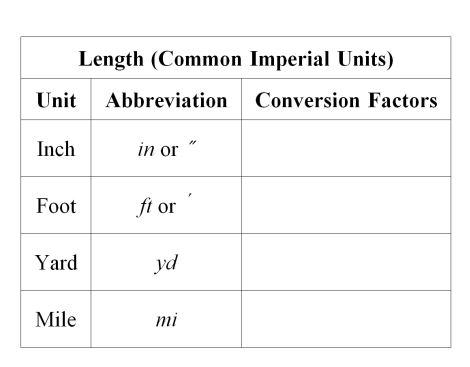 Length (Common Imperial Units)
Unit Abbreviation Conversion Factors
Inch in or ″
Foot ft or ′
Yard yd
Mile mi